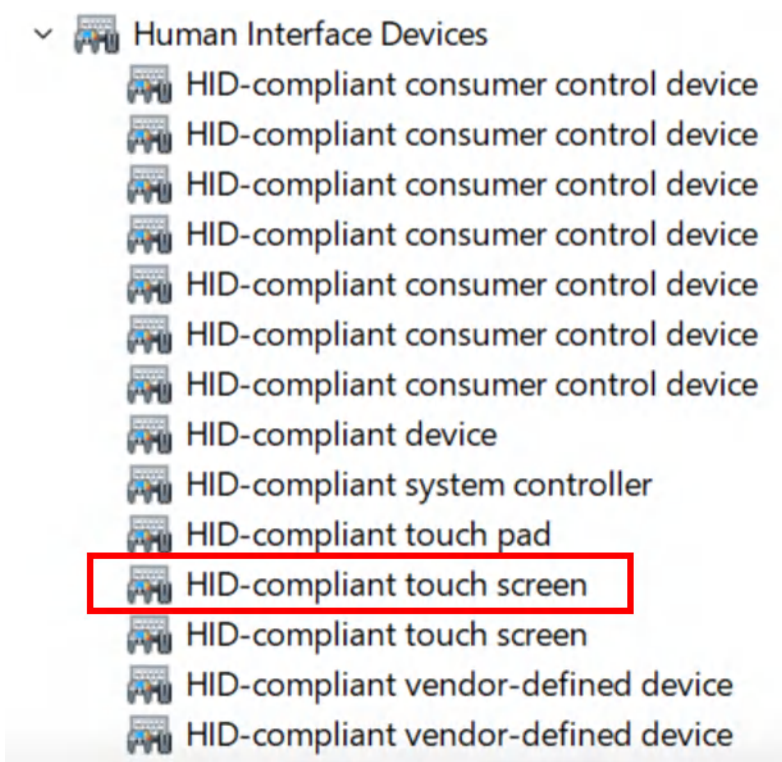 Human Interface Devices
HID-compliant consumer control device
HID-compliant consumer control device
HID-compliant consumer control device
HID-compliant consumer control device
HID-compliant consumer control device
HID-compliant consumer control device
HID-compliant consumer control device
HID-compliant device
HID-compliant system controller
HID-compliant touch pad
HID-compliant touch screen
HID-compliant touch screen
HID-compliant vendor-defined device
HID-compliant vendor-defined device